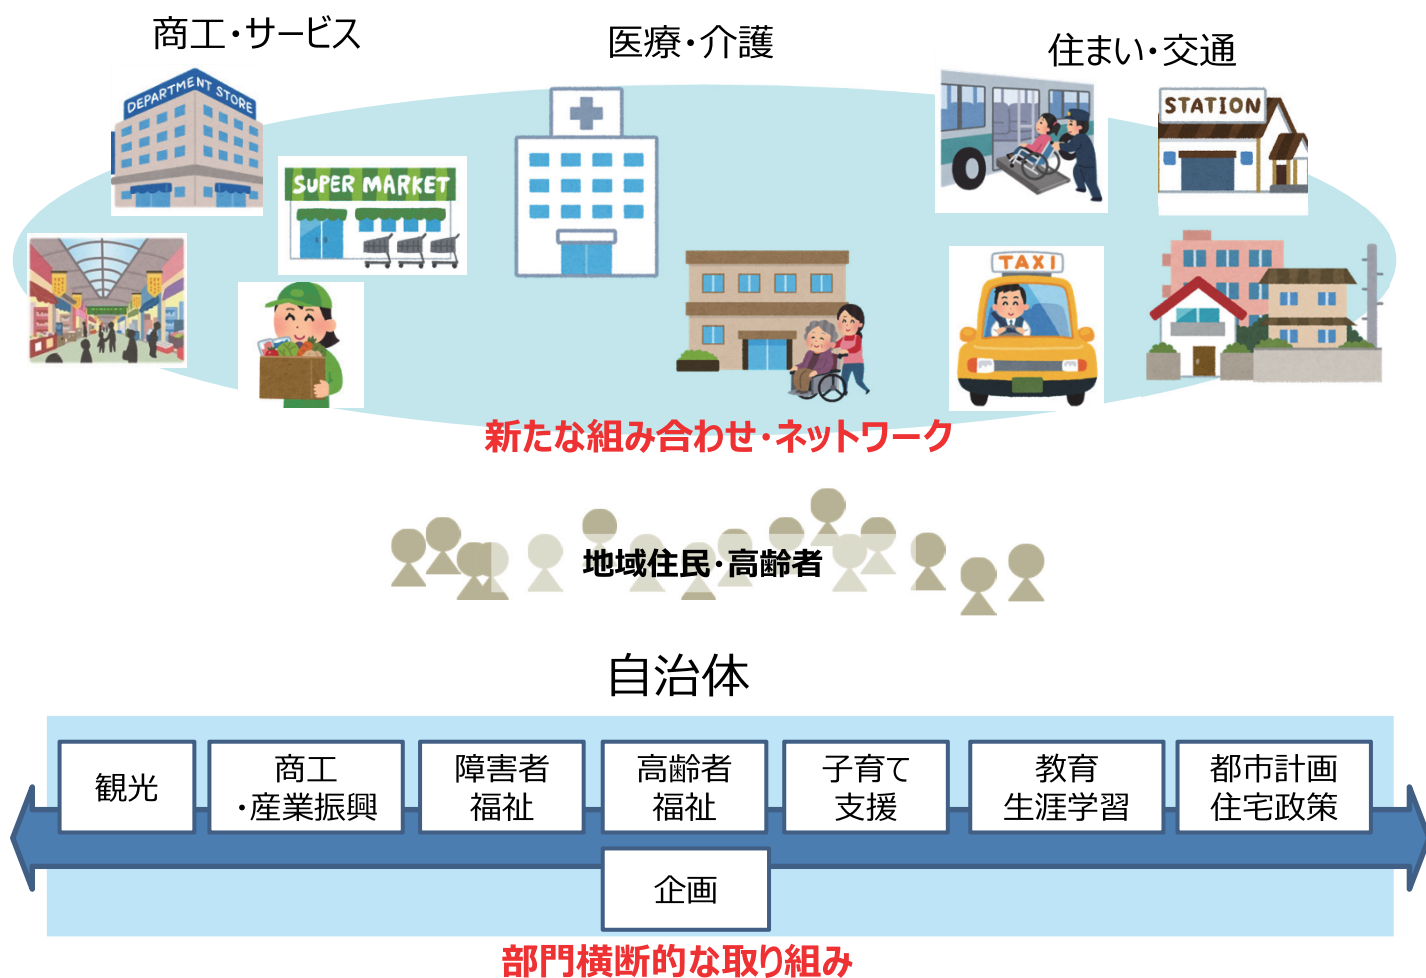 商工・サービス
医療・介護
住まい・交通
DEPARTMENT STORE
SUPER MARKET
STATION
TAXI
新たな組み合わせ・ネットワーク
地域住民・高齢者
自治体
観光
商工
・産業振興
障害者
福祉
高齢者
福祉
子育て
支援
教育
生涯学習
都市計画
住宅政策
企画
部門横断的な取り組み